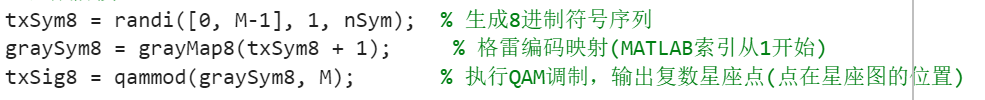 txSym8 = randi([0, M-1], 1, nSym);  % 生成8进制符号序列
graySym8 = grayMap8(txSym8 + 1);     % 格雷编码映射(MATLAB索引从1开始)
txSig8 = qammod(graySym8, M);       % 执行QAM调制，输出复数星座点(点在星座图的位置)